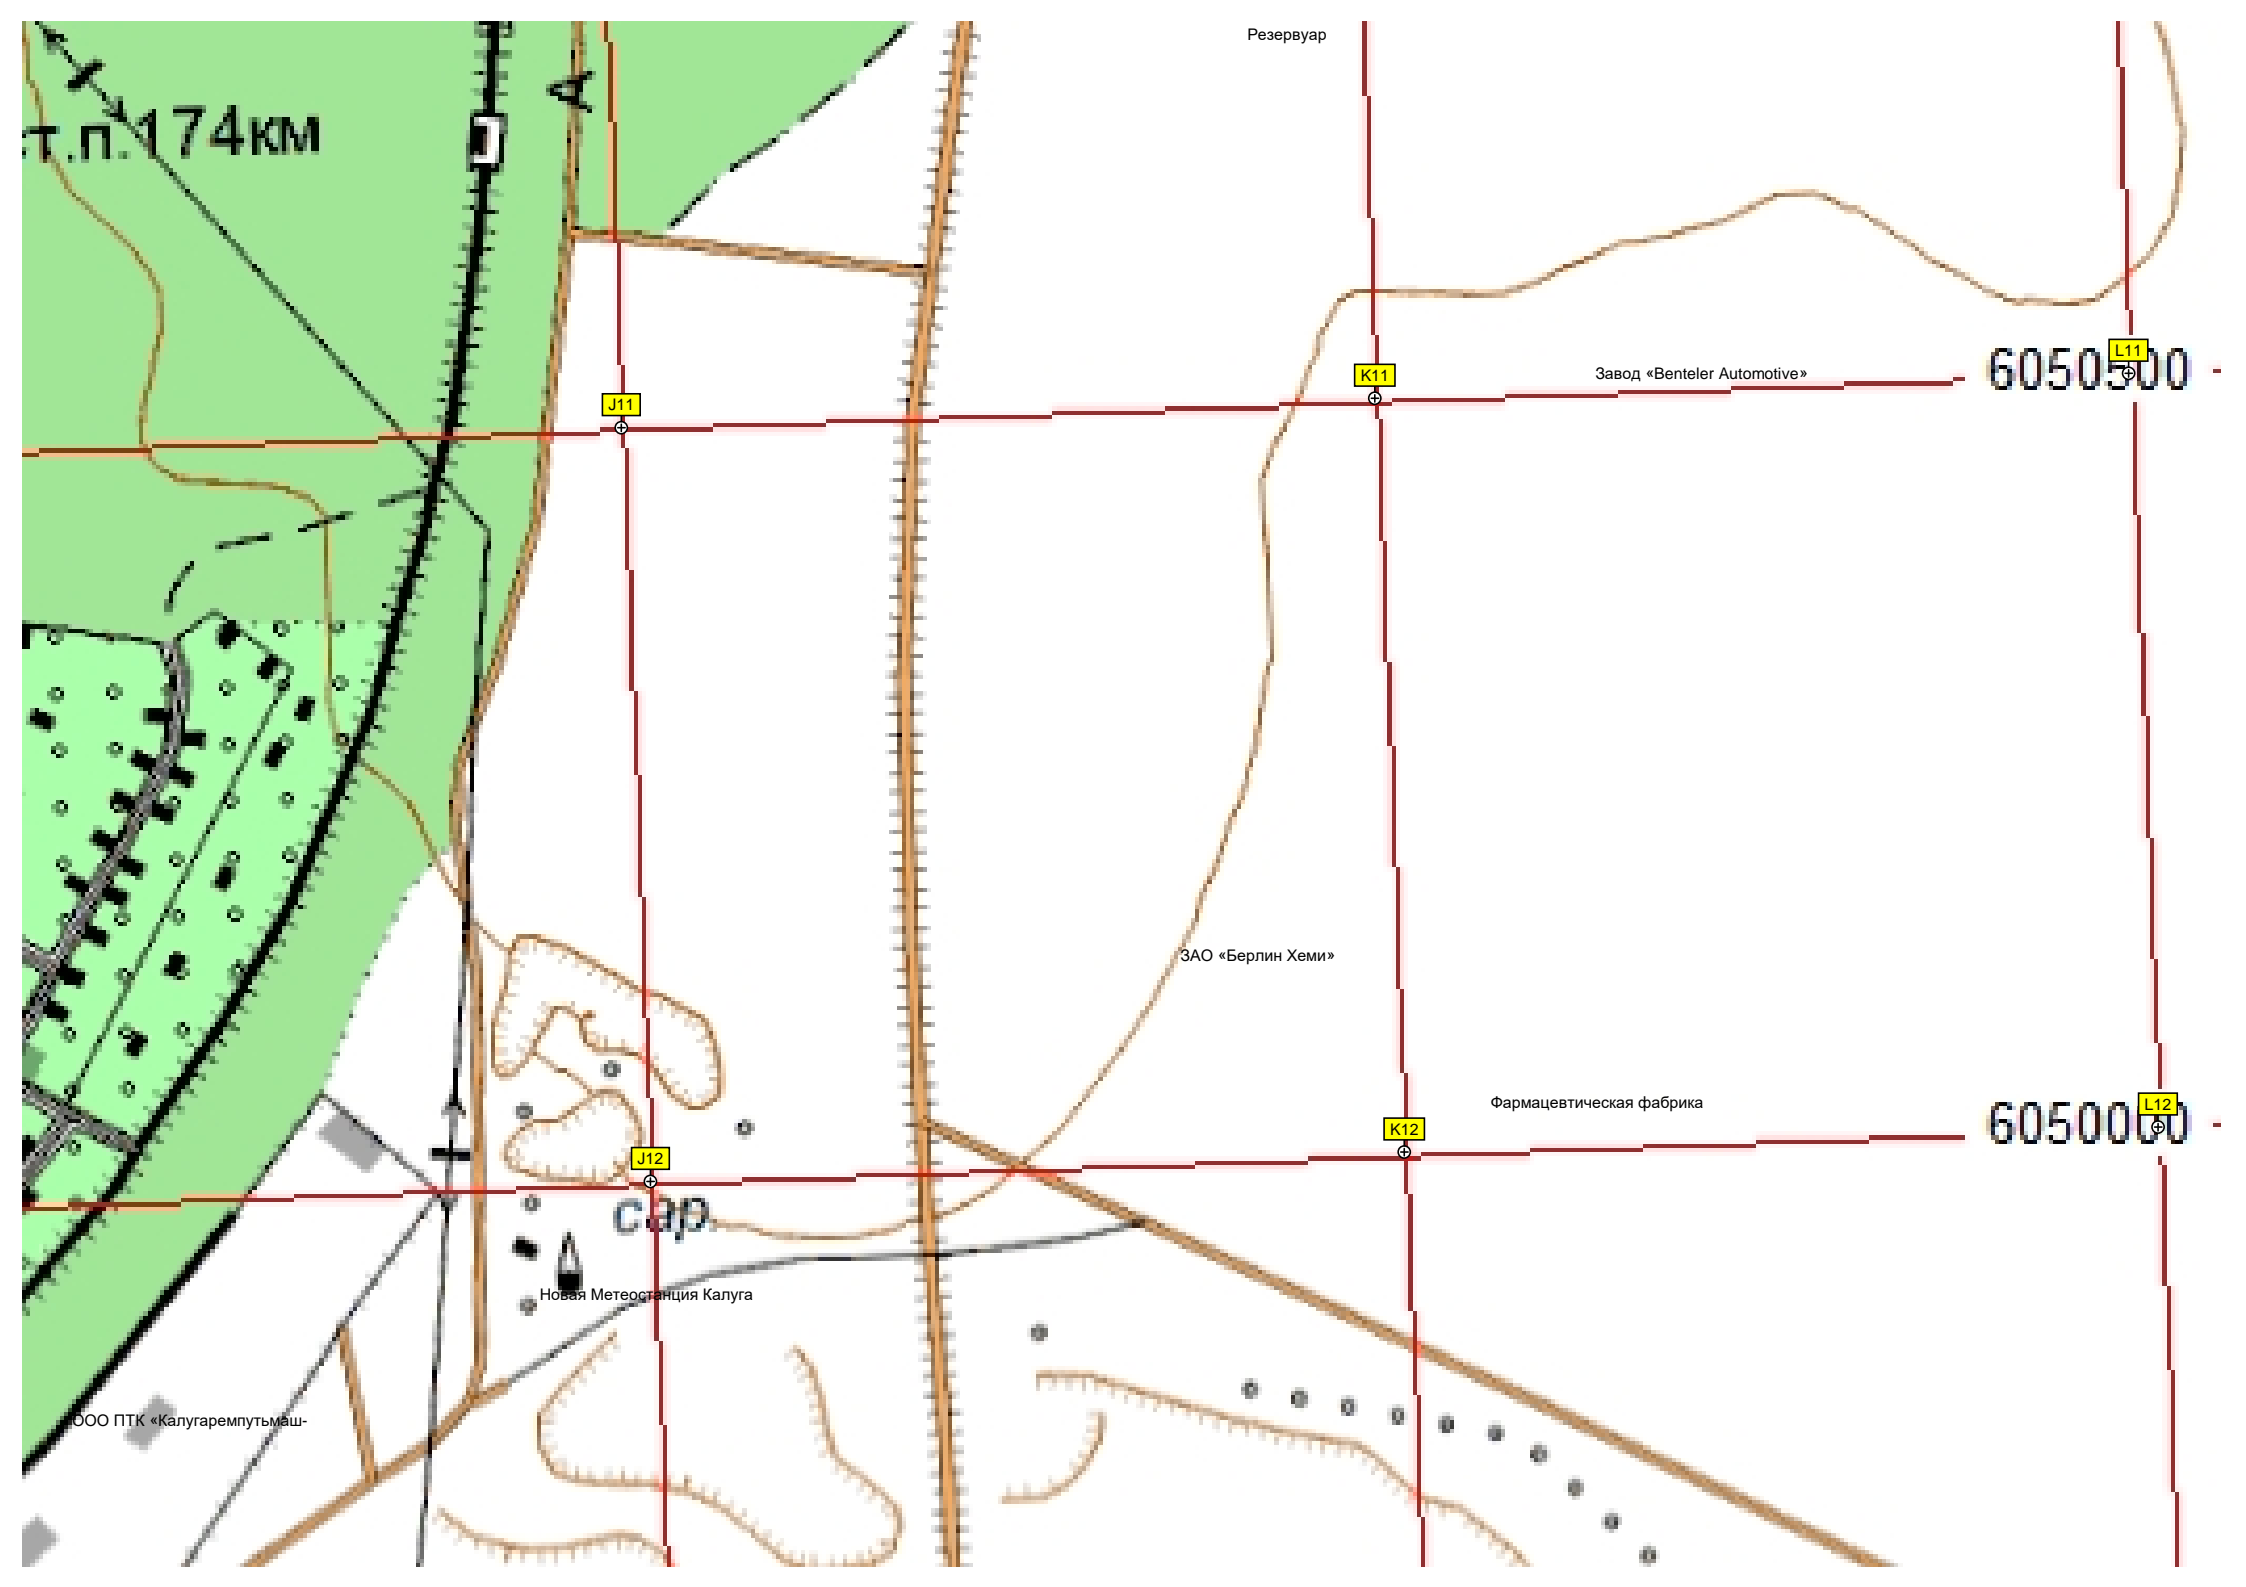 Резервуар
А
т.п.174км
L11
6050500
K11
Завод «Benteler Automotive»
J11
ЗАО «Берлин Хеми»
L12
Фармацевтическая фабрика
6050000
K12
J12
сар.
Новая Метеостанция Калуга
ООО ПТК «Калугаремпутьмаш-